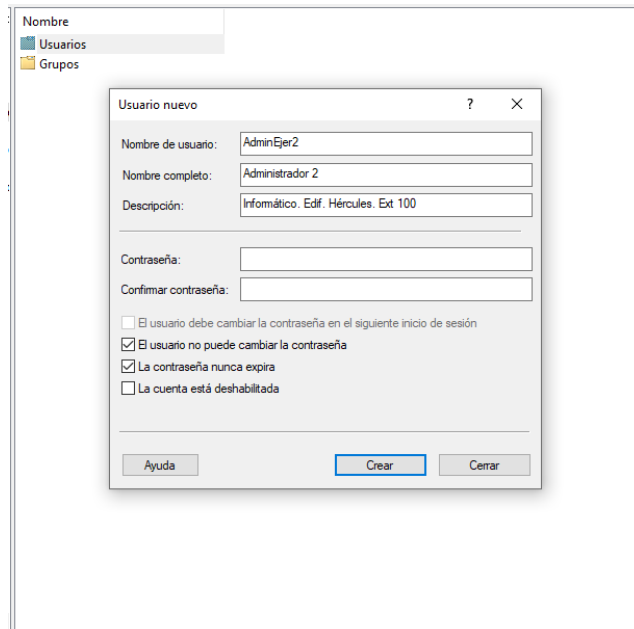 Nombre
Usuarios
Grupos
Usuario nuevo ?
Nombre de usuario: AdminEjer2
Nombre completo: Administrador 2
Descripción: Informático. Edif. Hércules. Ext 100
Contraseña:
Confirmar contraseña:
El usuario debe cambiar la contraseña en el siguiente inicio de sesión
El usuario no puede cambiar la contraseña
La contraseña nunca expira
La cuenta está deshabilitada
Ayuda Crear Cerrar